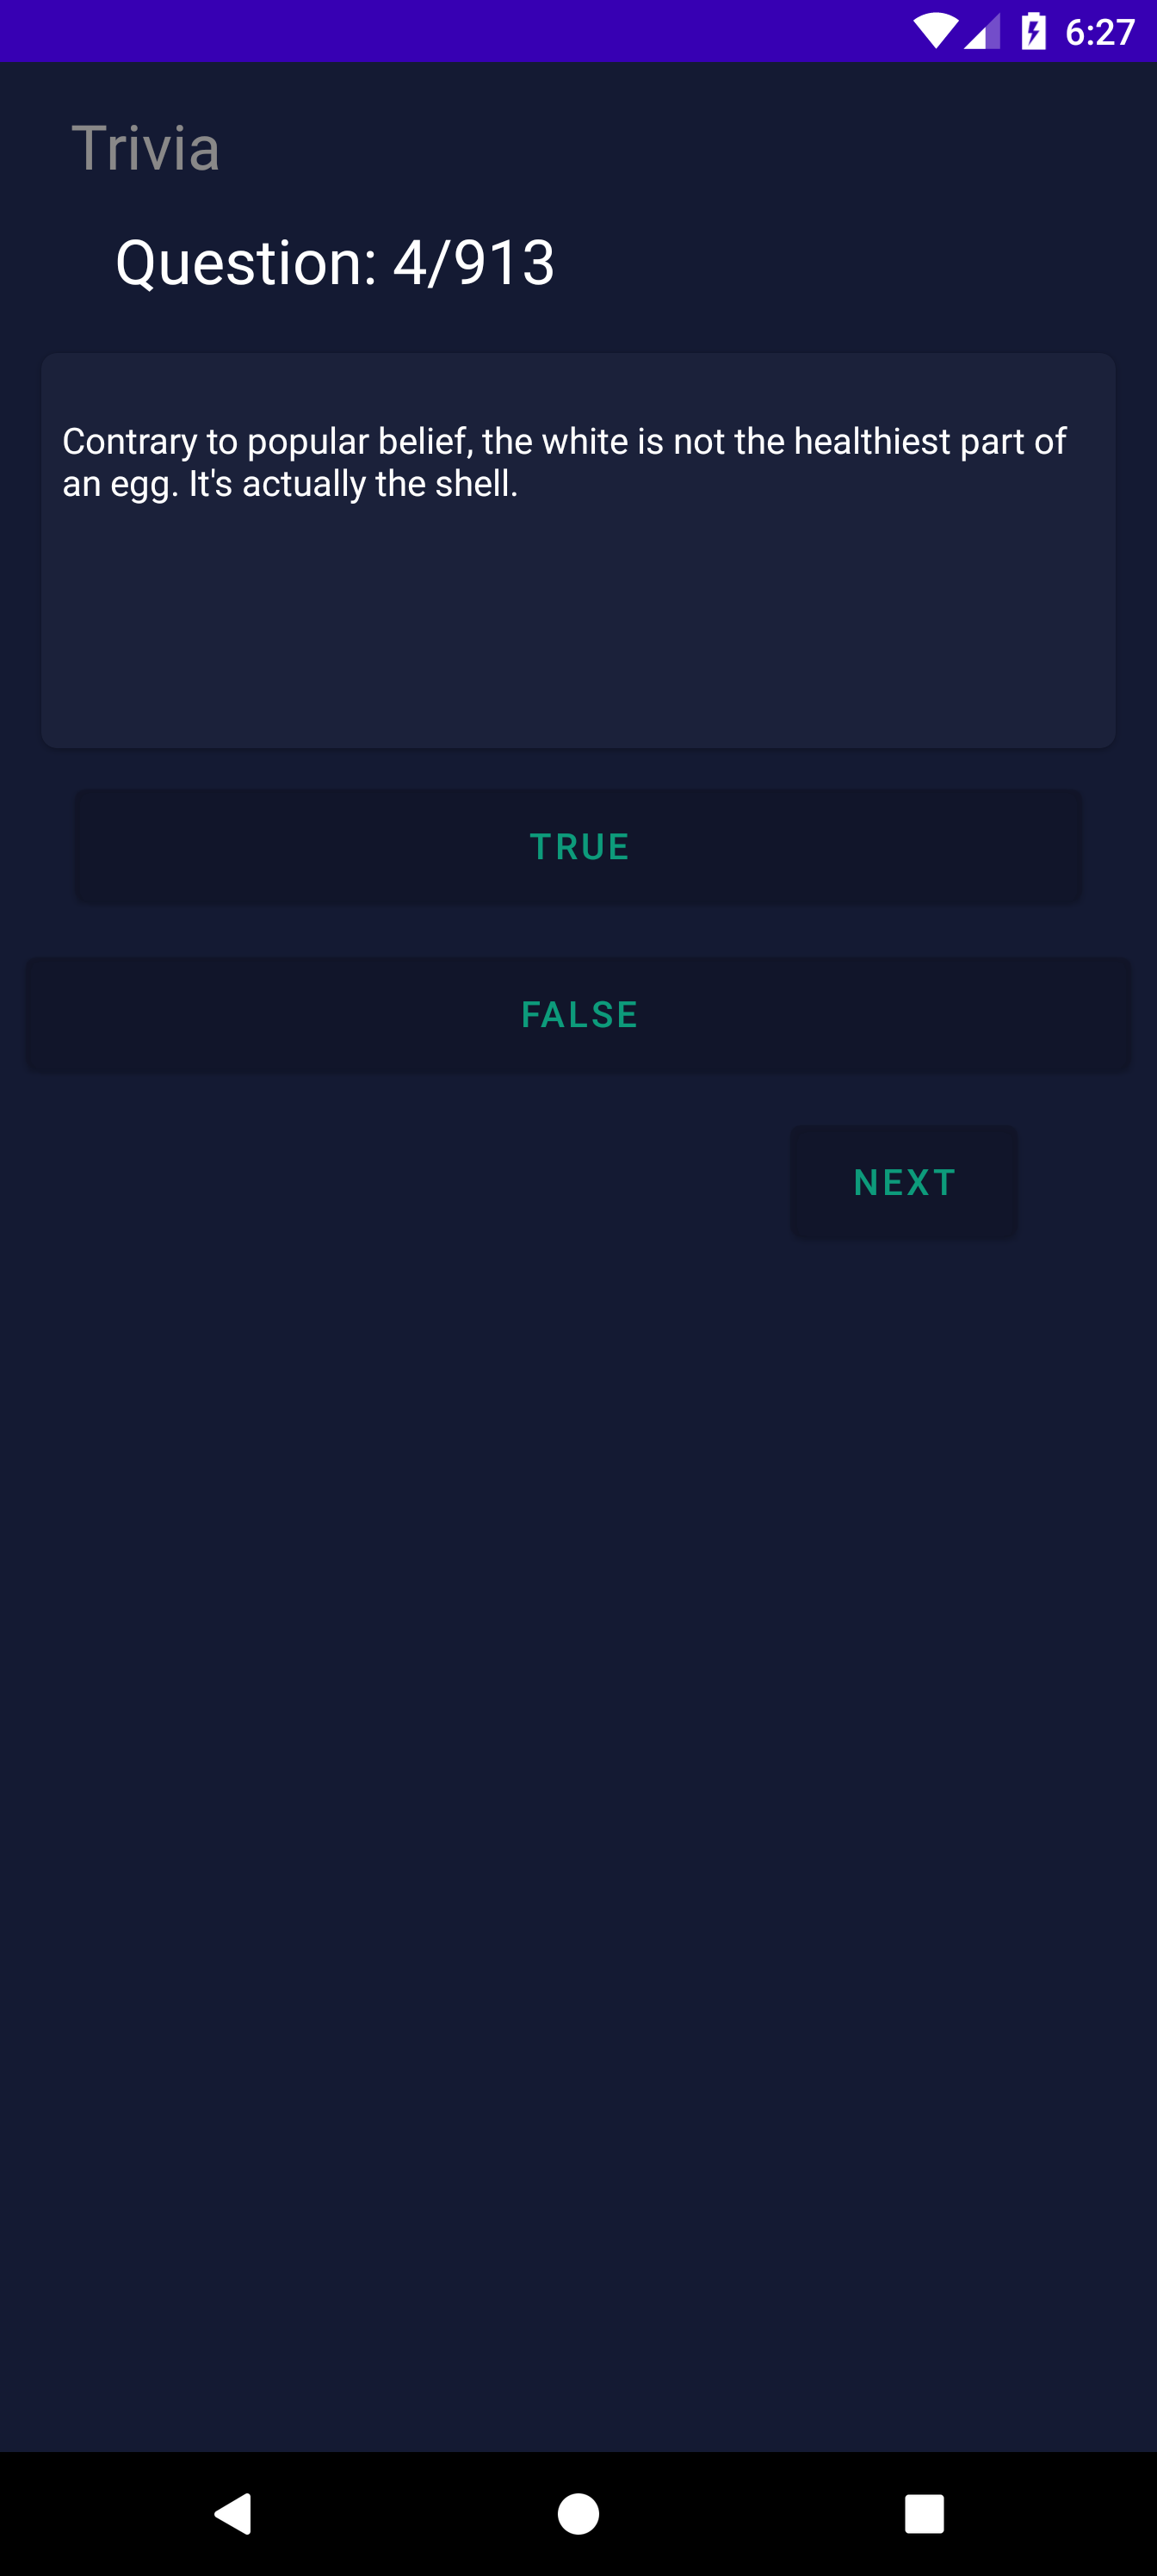 6:27
Trivia
Question: 4/913
Contrary to popular belief, the white is not the healthiest part of
an egg. It's actually the shell.
TRUE
FALSE
NEXT